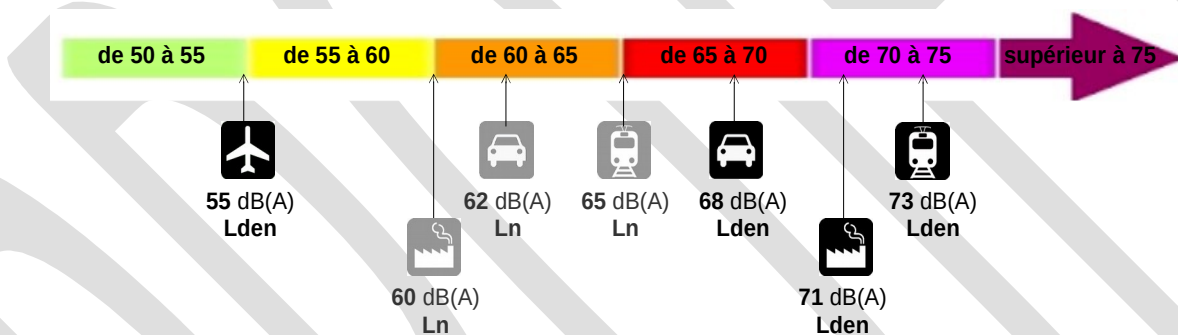 de 50 à 55
de 55 à 60
de 60 à 65
de 65 à 70
de 70 à 75
supérieur à 75
55 dB(A)
Lden
62 dB(A)
Ln
65 dB(A)
Ln
68 dB(A)
Lden
73 dB(A)
Lden
60 dB(A)
Ln
71 dB(A)
Lden